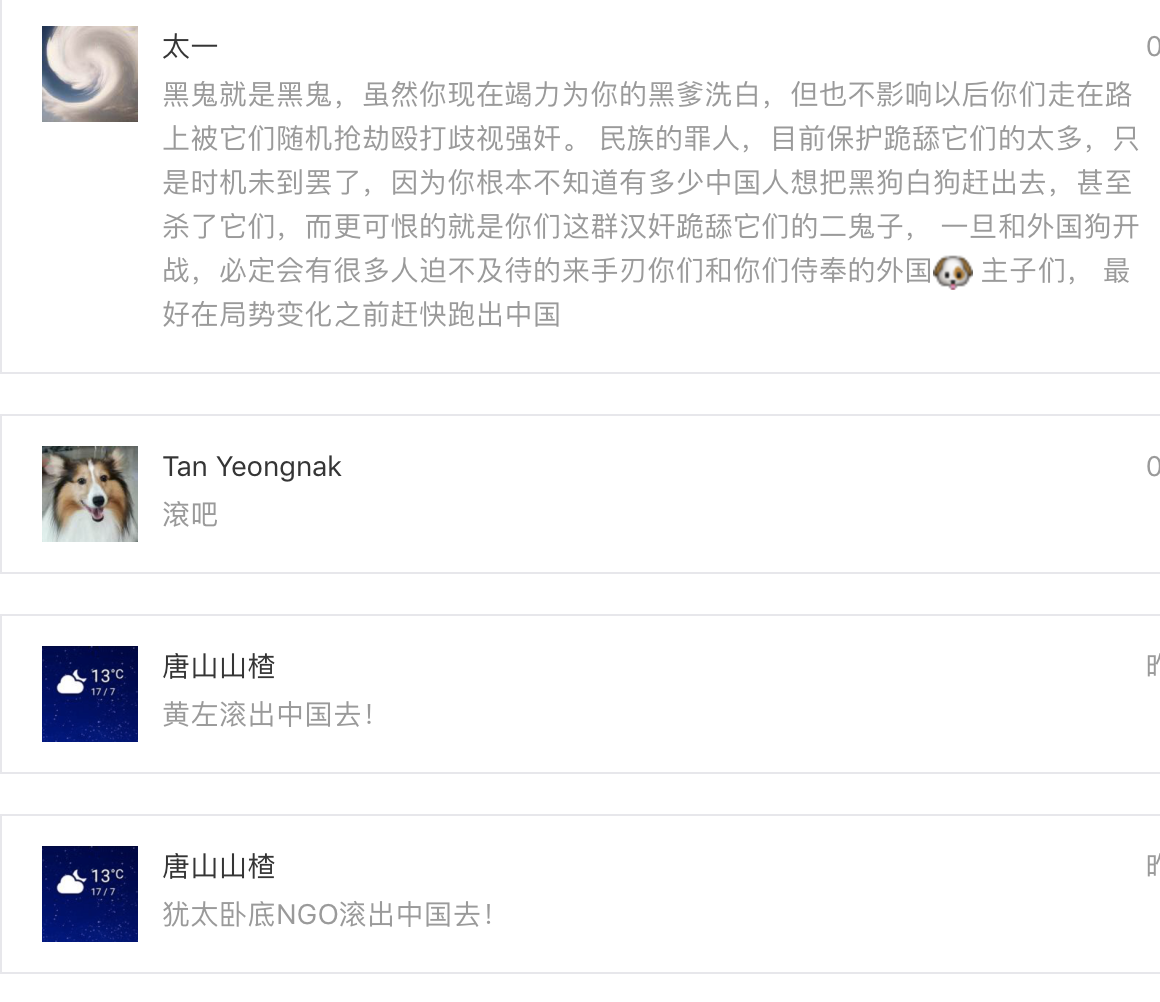 太一
0
黑鬼就是黑鬼，虽然你现在竭力为你的黑爹洗白，但也不影响以后你们走在路
上被它们随机抢劫殴打歧视强奸。 民族的罪人，目前保护跪舔它们的太多，只
是时机未到罢了，因为你根本不知道有多少中国人想把黑狗白狗赶出去，甚至
杀了它们，而更可恨的就是你们这群汉奸跪舔它们的二鬼子， 一旦和外国狗开
战，必定会有很多人迫不及待的来手刃你们和你们侍奉的外国🐶 主子们， 最
好在局势变化之前赶快跑出中国
Tan Yeongnak
0
滾吧
唐山山楂
黄左滚出中国去！
唐山山楂
犹太卧底NGO滚出中国去！
13°C
17/7
13°C
17/7